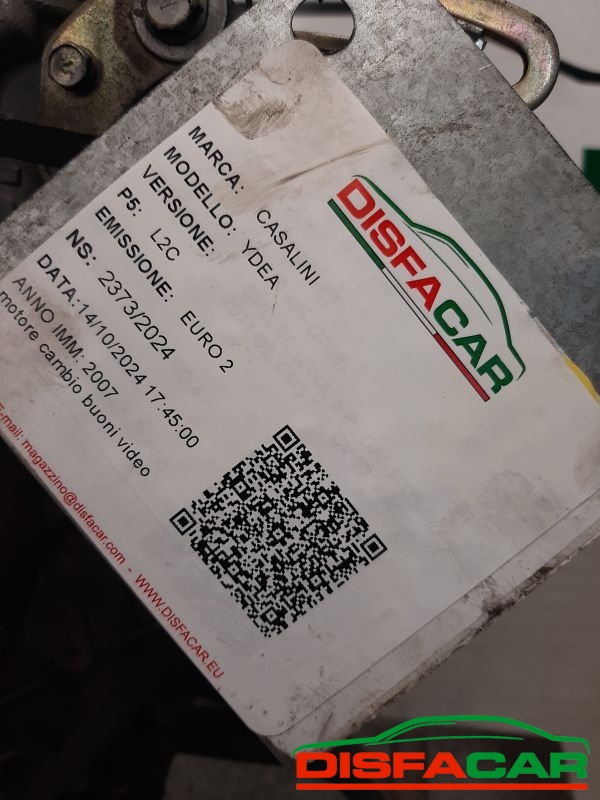 MARCA: CASALINI
MODELLO: YDEA
VERSIONE:
P5: L2C
EMISSIONE: EURO 2
NS: 2373/2024
DATA: 14/10/2024 17:45:00
ANNO IMM: 2007
motore cambio buoni video
E-mail: magazzino@disfacar.com - WWW.DISFACAR.EU
DISFACAR
DISFACAR